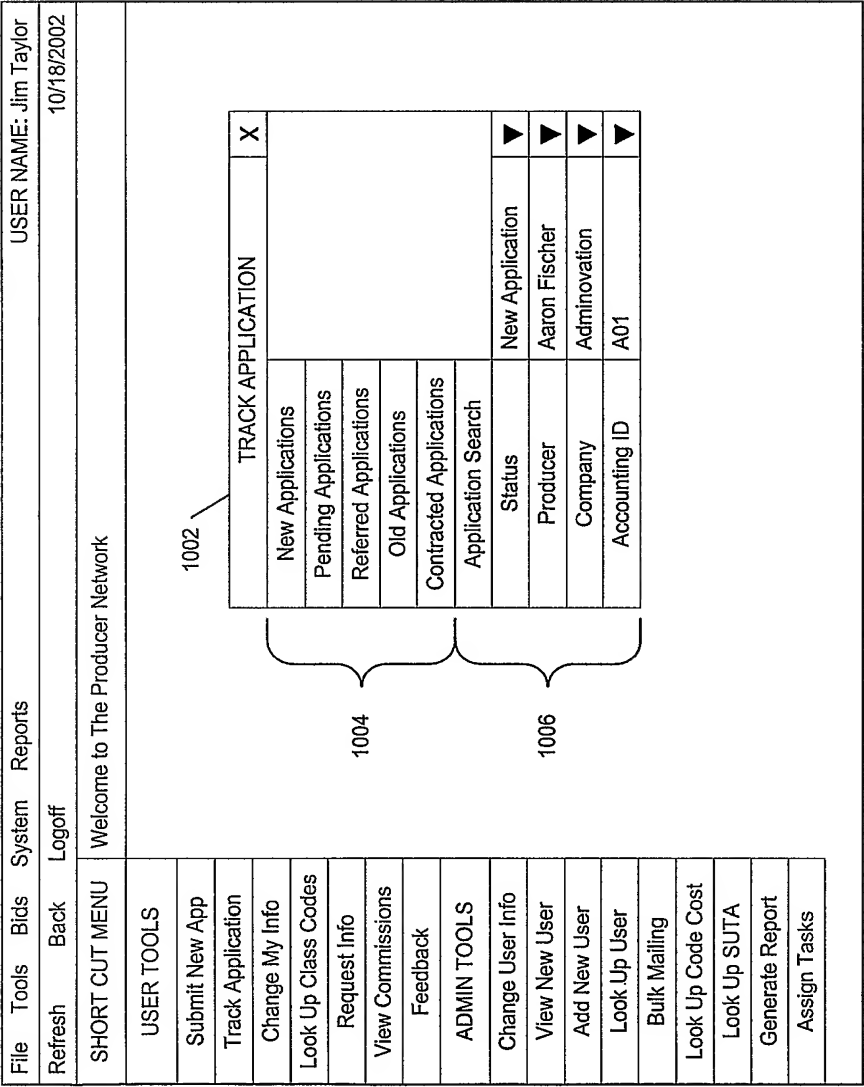 File Tools Bids System Reports USER NAME: Jim Taylor
Refresh Back Logoff 10/18/2002
SHORT CUT MENU Welcome to The Producer Network
USER TOOLS
Submit New App
Track Application
Change My Info
Look Up Class Codes
Request Info
View Commissions
Feedback
ADMIN TOOLS
Change User Info
View New User
Add New User
Look Up User
Bulk Mailing
Look Up Code Cost
Look Up SUTA
Generate Report
Assign Tasks
1002
TRACK APPLICATION X
New Applications
Pending Applications
Referred Applications
Old Applications
Contracted Applications
Application Search
Status New Application
Producer Aaron Fischer
Company Adminovation
Accounting ID A01
1004
1006